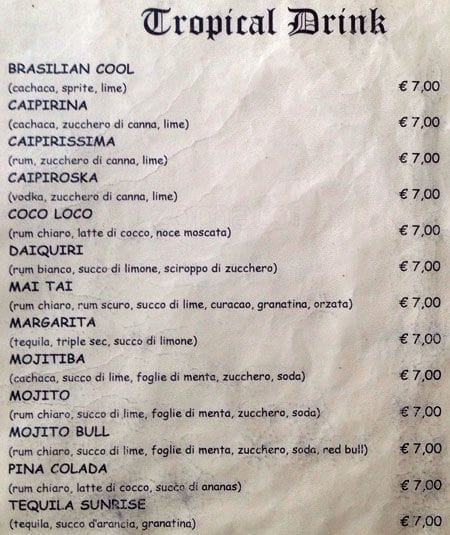 Tropical Drink
BRASILIAN COOL
(cachaca, sprite, lime) € 7,00
CAIPIRINA
(cachaca, zucchero di canna, lime) € 7,00
CAIPIRISSIMA
(rum, zucchero di canna, lime) € 7,00
CAIPIROSKA
(vodka, zucchero di canna, lime) € 7,00
COCO LOCO
(rum chiaro, latte di cocco, noce moscata) € 7,00
DAIQUIRI
(rum bianco, succo di limone, sciroppo di zucchero) € 7,00
MAI TAI
(rum chiaro, rum scuro, succo di lime, curacao, granatina, orzata) € 7,00
MARGARITA
(tequila, triple sec, succo di limone) € 7,00
MOJITIBA
(cachaca, succo di lime, foglie di menta, zucchero, soda) € 7,00
MOJITO
(rum chiaro, succo di lime, foglie di menta, zucchero, soda) € 7,00
MOJITO BULL
(rum chiaro, succo di lime, foglie di menta, zucchero, soda, red bull) € 7,00
PINA COLADA
(rum chiaro, latte di cocco, succo di ananas) € 7,00
TEQUILA SUNRISE
(tequila, succo d'arancia, granatina) € 7,00